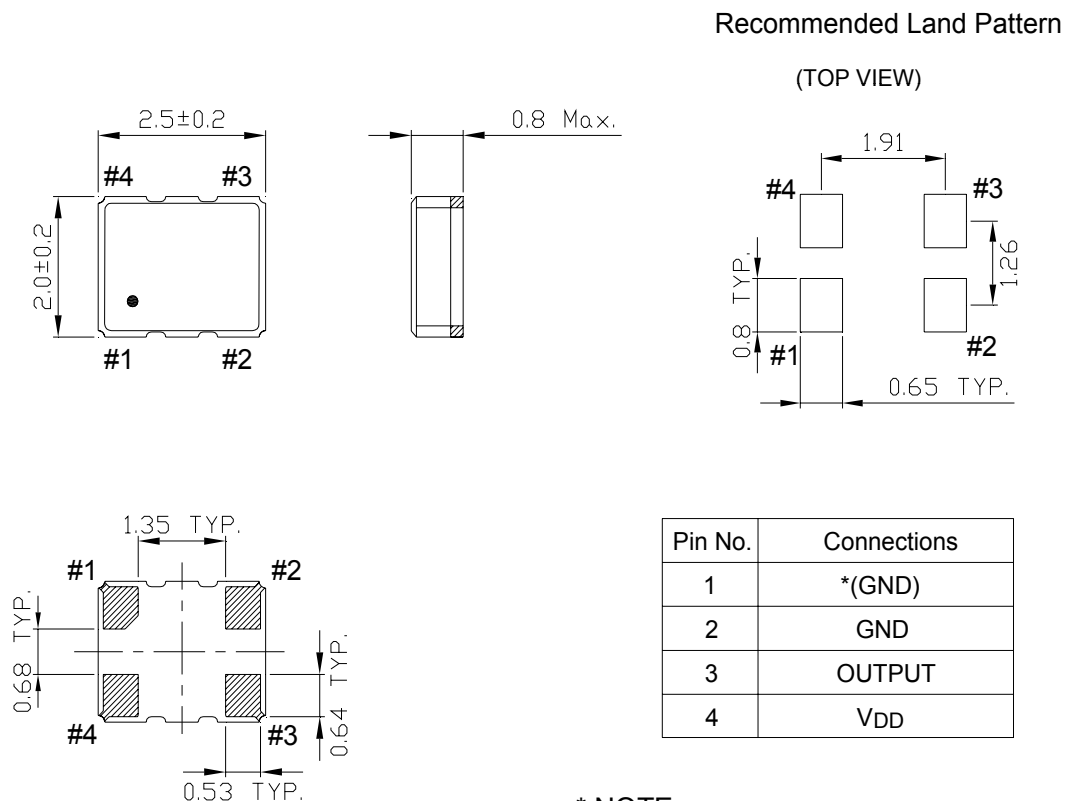 Recommended Land Pattern
(TOP VIEW)
2.5±0.2
0.8 Max.
#4 #3
2.0±0.2
#1 #2
1.91
#4 #3
1.26
0.8 TYP.
#1 #2
0.65 TYP.
1.35 TYP.
#1 #2
0.68 TYP.
0.64 TYP.
#4 #3
0.53 TYP.
Pin No. Connections
1 *(GND)
2 GND
3 OUTPUT
4 VDD
* NOTE